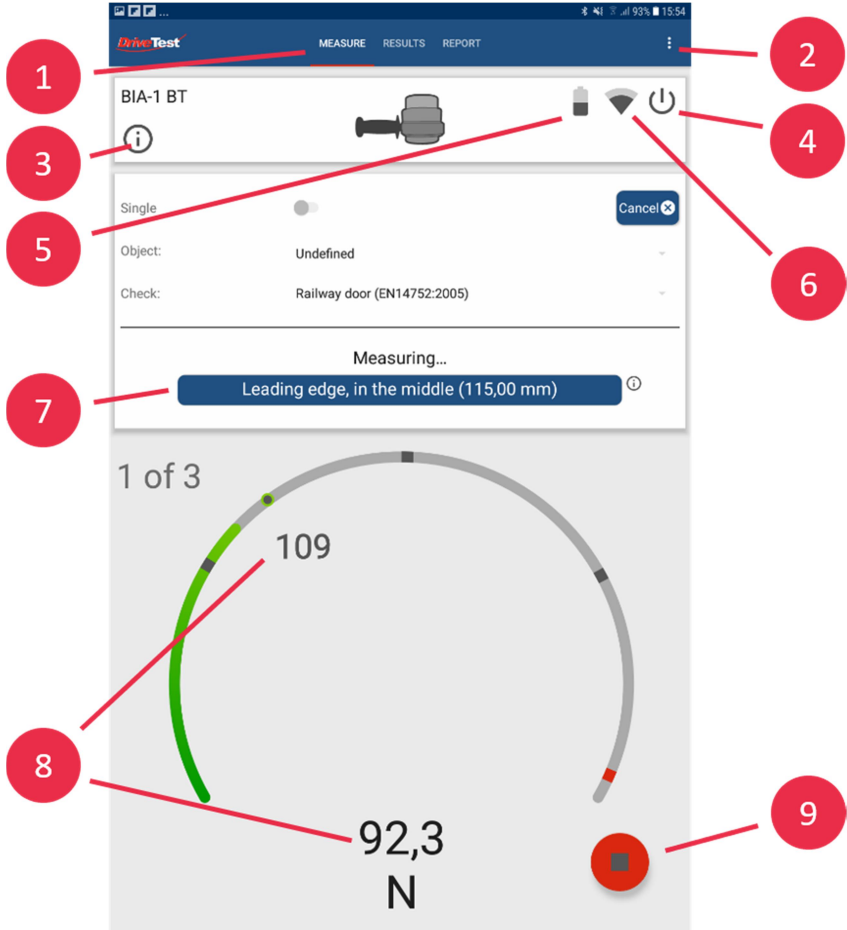 ... 93% 15:54
DriveTest MEASURE RESULTS REPORT
1
2
BIA-1 BT
3
4
Single Cancel
5
Object: Undefined
6
Check: Railway door (EN14752:2005)
Measuring...
Leading edge, in the middle (115,00 mm)
7
1 of 3
109
8
92,3
N
9